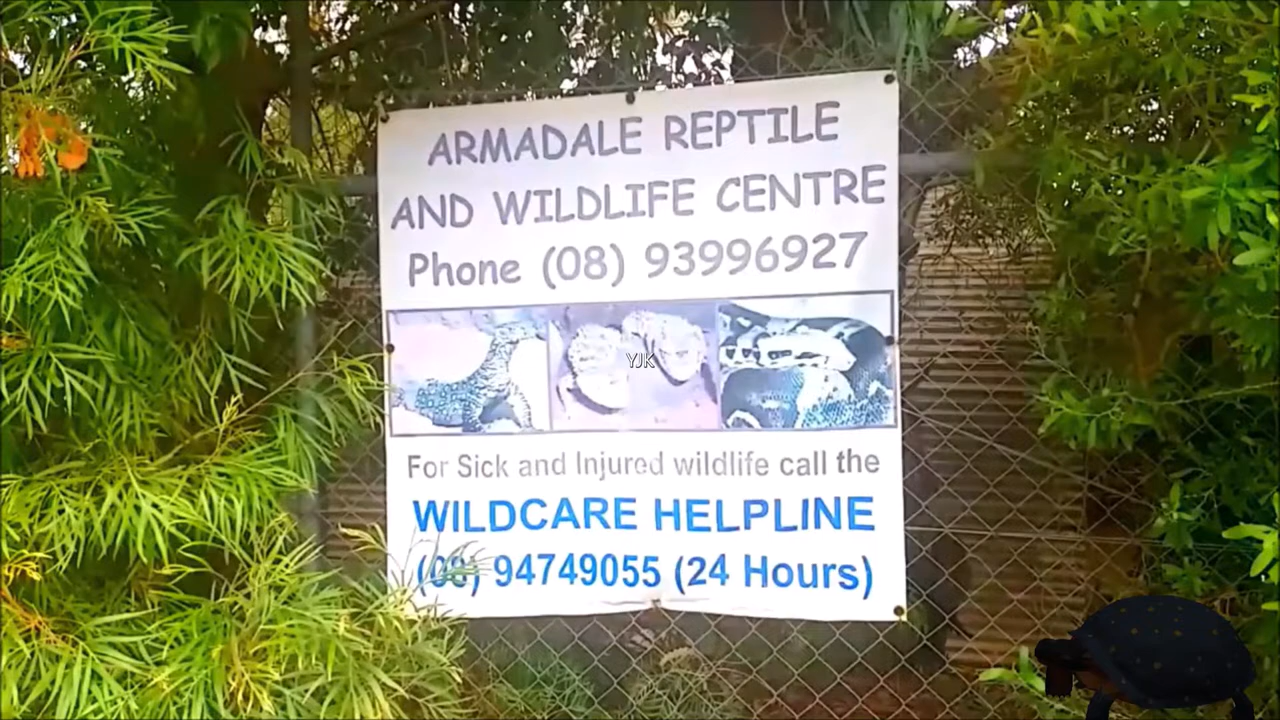 ARMADALE REPTILE
AND WILDLIFE CENTRE
Phone (08) 93996927
YJK
For Sick and Injured wildlife call the
WILDCARE HELPLINE
(08) 94749055 (24 Hours)